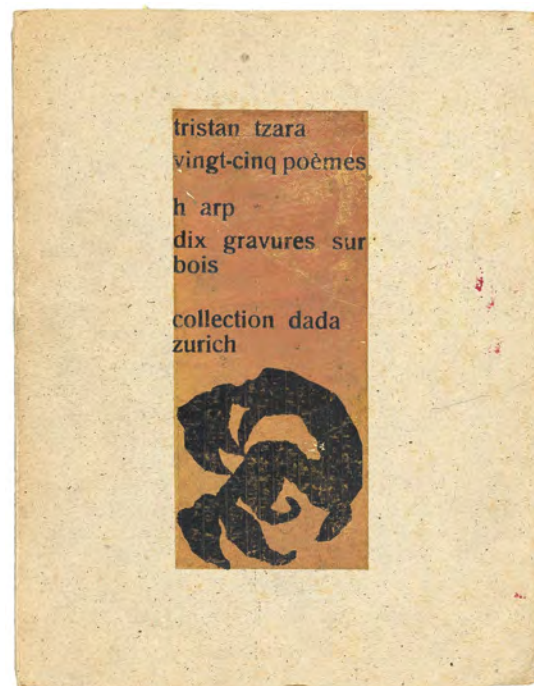 tristan tzara
vingt-cinq poèmes
h arp
dix gravures sur
bois
collection dada
zurich